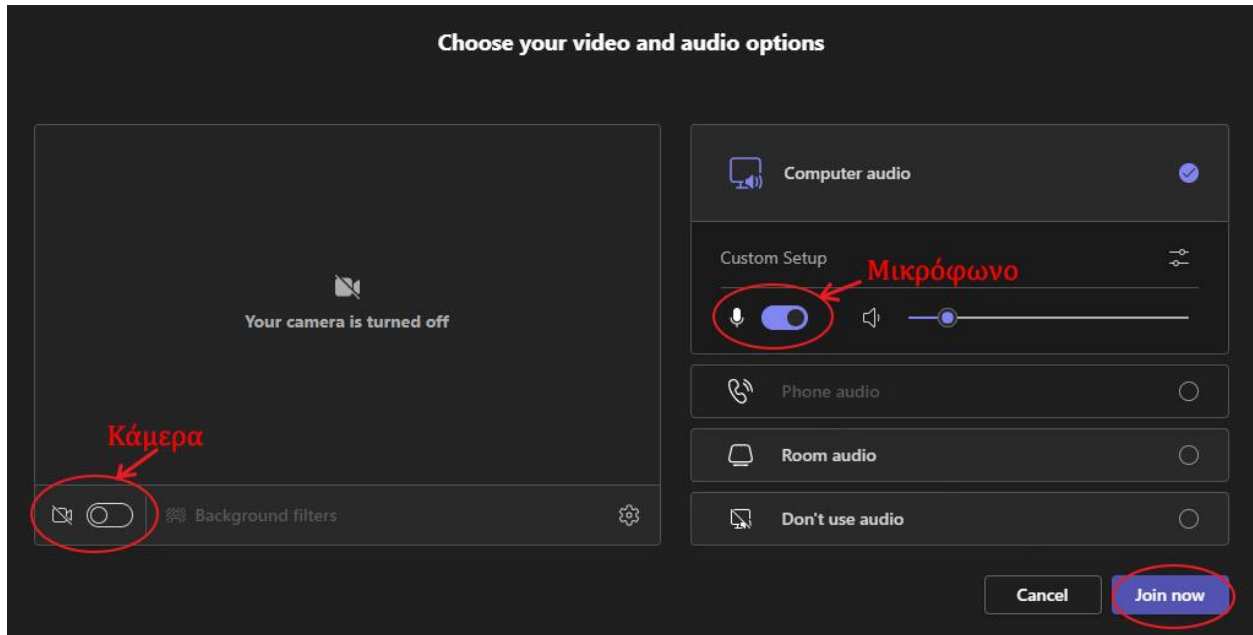 Choose your video and audio options
Your camera is turned off
Κάμερα
Background filters
Computer audio
Custom Setup
Μικρόφωνο
Phone audio
Room audio
Don't use audio
Cancel
Join now